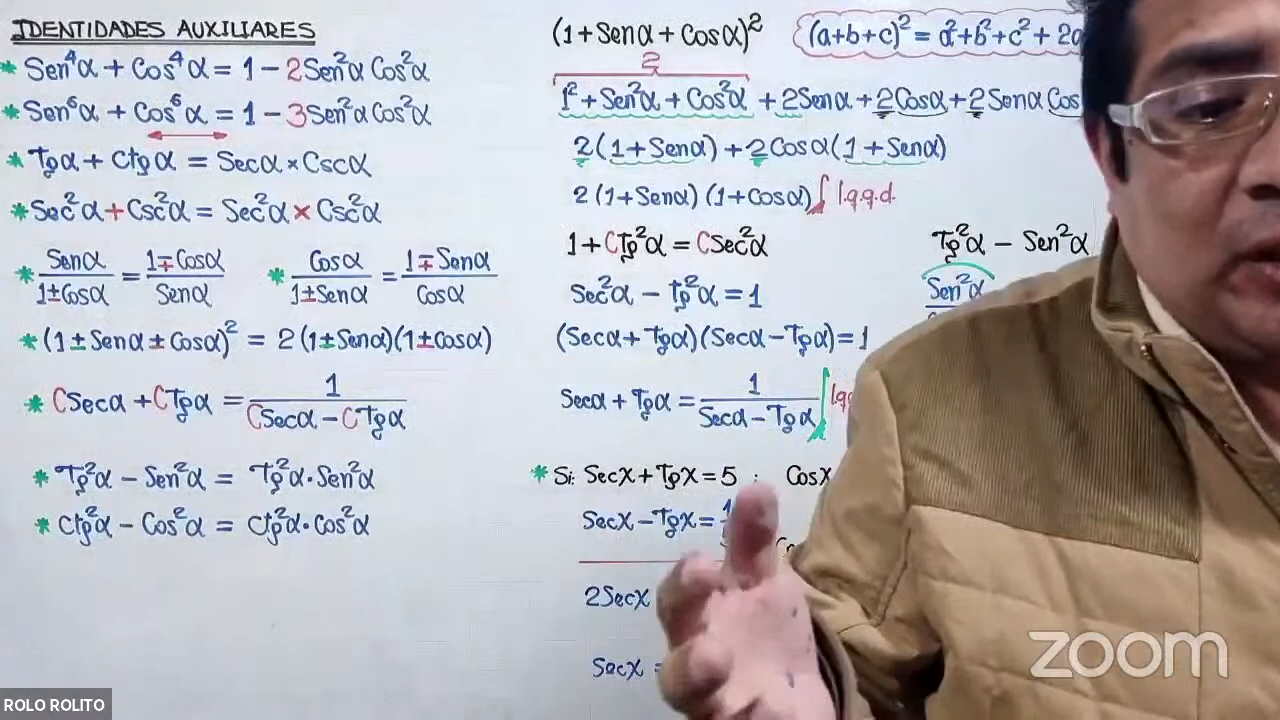 IDENTIDADES AUXILIARES
* Sen⁴α + Cos⁴α = 1 - 2Sen²α Cos²α
* Sen⁶α + Cos⁶α = 1 - 3Sen²α Cos²α
* Tgα + Ctgα = Secα × Cscα
* Sec²α + Csc²α = Sec²α × Csc²α
* Senα/(1±Cosα) = (1∓Cosα)/Senα * Cosα/(1±Senα) = (1∓Senα)/Cosα
* (1 ± Senα ± Cosα)² = 2(1±Senα)(1±Cosα)
* CSecα + CTgα = 1/(CSecα - CTgα)
* Tg²α - Sen²α = Tg²α·Sen²α
* Ctg²α - Cos²α = Ctg²α·Cos²α
(1+Senα+Cosα)²
(a+b+c)² = a²+b²+c²+2a
2
1² + Sen²α + Cos²α + 2Senα + 2Cosα + 2Senα Cos
2(1+Senα) + 2Cosα(1+Senα)
2(1+Senα)(1+Cosα) l.q.q.d.
1 + CTg²α = CSec²α
Sec²α - Tg²α = 1
(Secα + Tgα)(Secα - Tgα) = 1
Secα + Tgα = 1/(Secα - Tgα) lqq
* Si: Secx + Tgx = 5 : Cosx
Secx - Tgx = 1
2Secx
Secx =
Tg²α - Sen²α
Sen²α
zoom
ROLO ROLITO